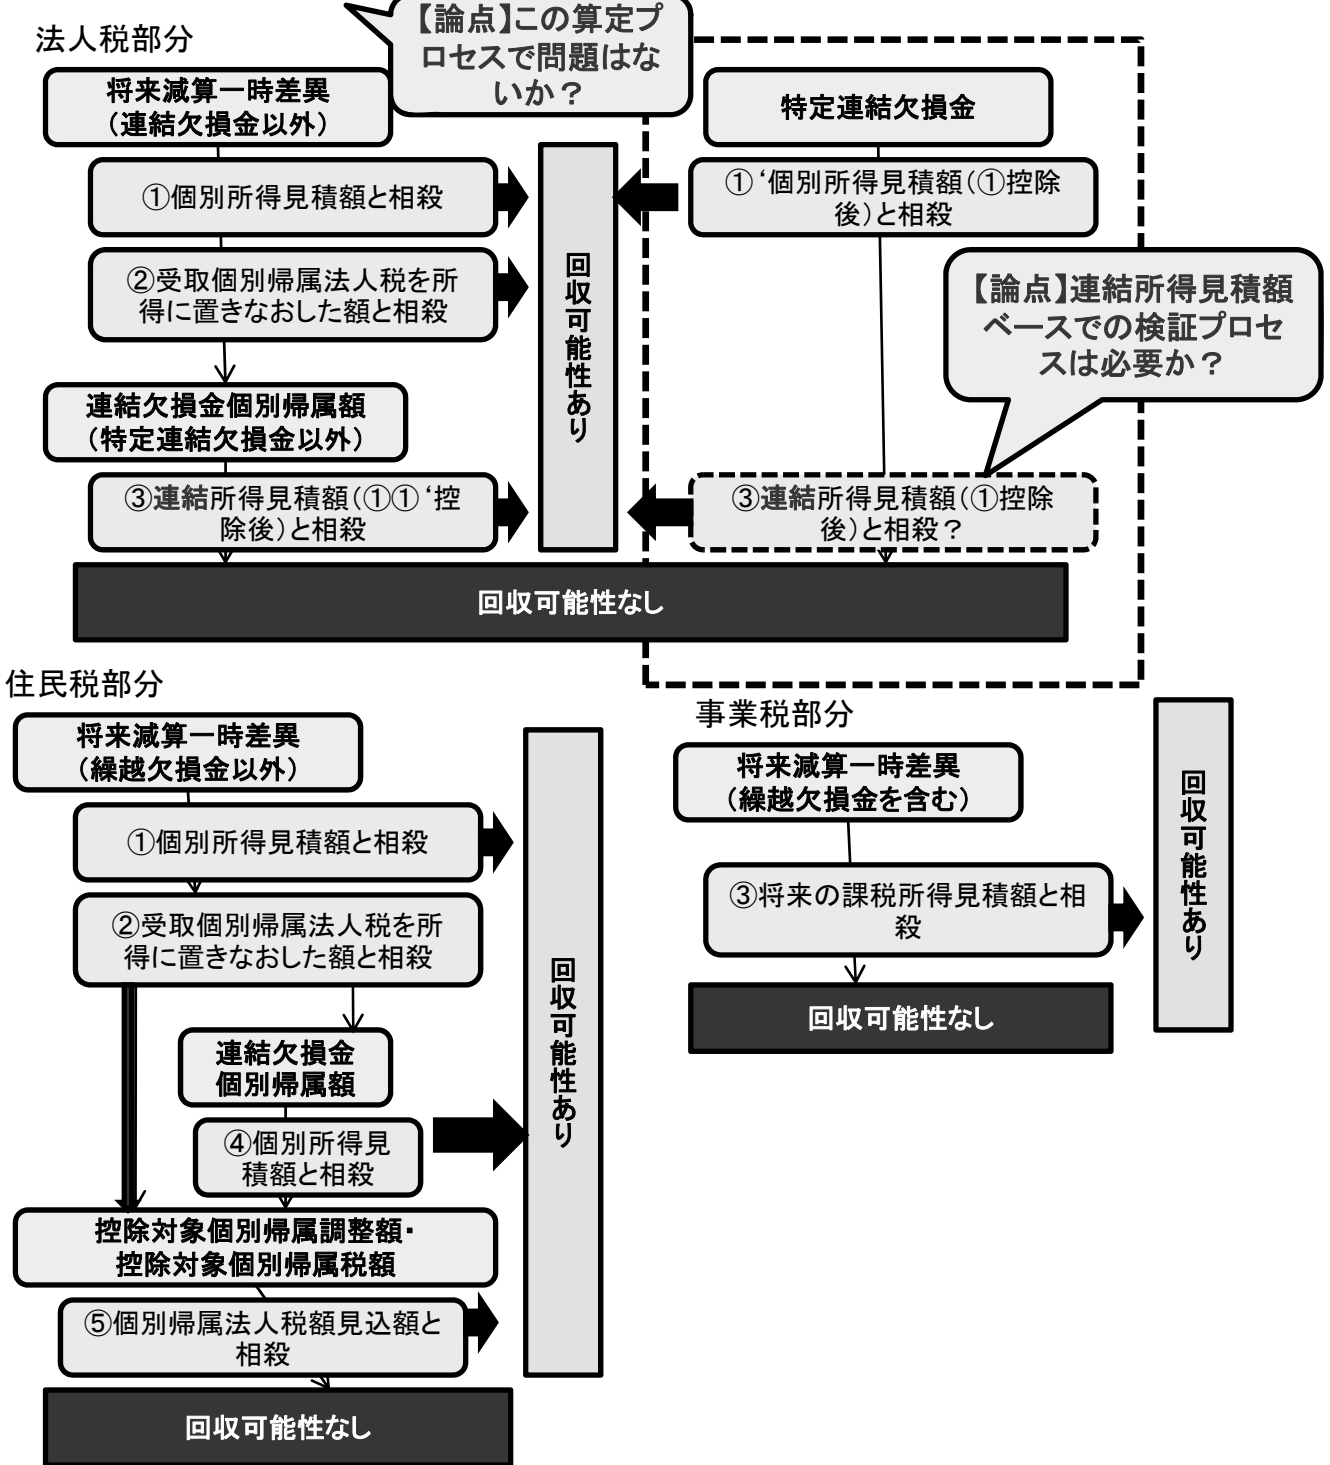 法人税部分
【論点】この算定プ
ロセスで問題はな
いか？
将来減算一時差異
（連結欠損金以外）
①個別所得見積額と相殺
②受取個別帰属法人税を所
得に置きなおした額と相殺
連結欠損金個別帰属額
（特定連結欠損金以外）
③連結所得見積額（①①‘控
除後）と相殺
回収可能性あり
特定連結欠損金
①‘個別所得見積額（①控除
後）と相殺
【論点】連結所得見積額
ベースでの検証プロセ
スは必要か？
③連結所得見積額（①控除
後）と相殺？
回収可能性なし
住民税部分
将来減算一時差異
（繰越欠損金以外）
①個別所得見積額と相殺
②受取個別帰属法人税を所
得に置きなおした額と相殺
連結欠損金
個別帰属額
④個別所得見
積額と相殺
控除対象個別帰属調整額・
控除対象個別帰属税額
⑤個別帰属法人税額見込額と
相殺
回収可能性あり
回収可能性なし
事業税部分
将来減算一時差異
（繰越欠損金を含む）
③将来の課税所得見積額と相
殺
回収可能性あり
回収可能性なし